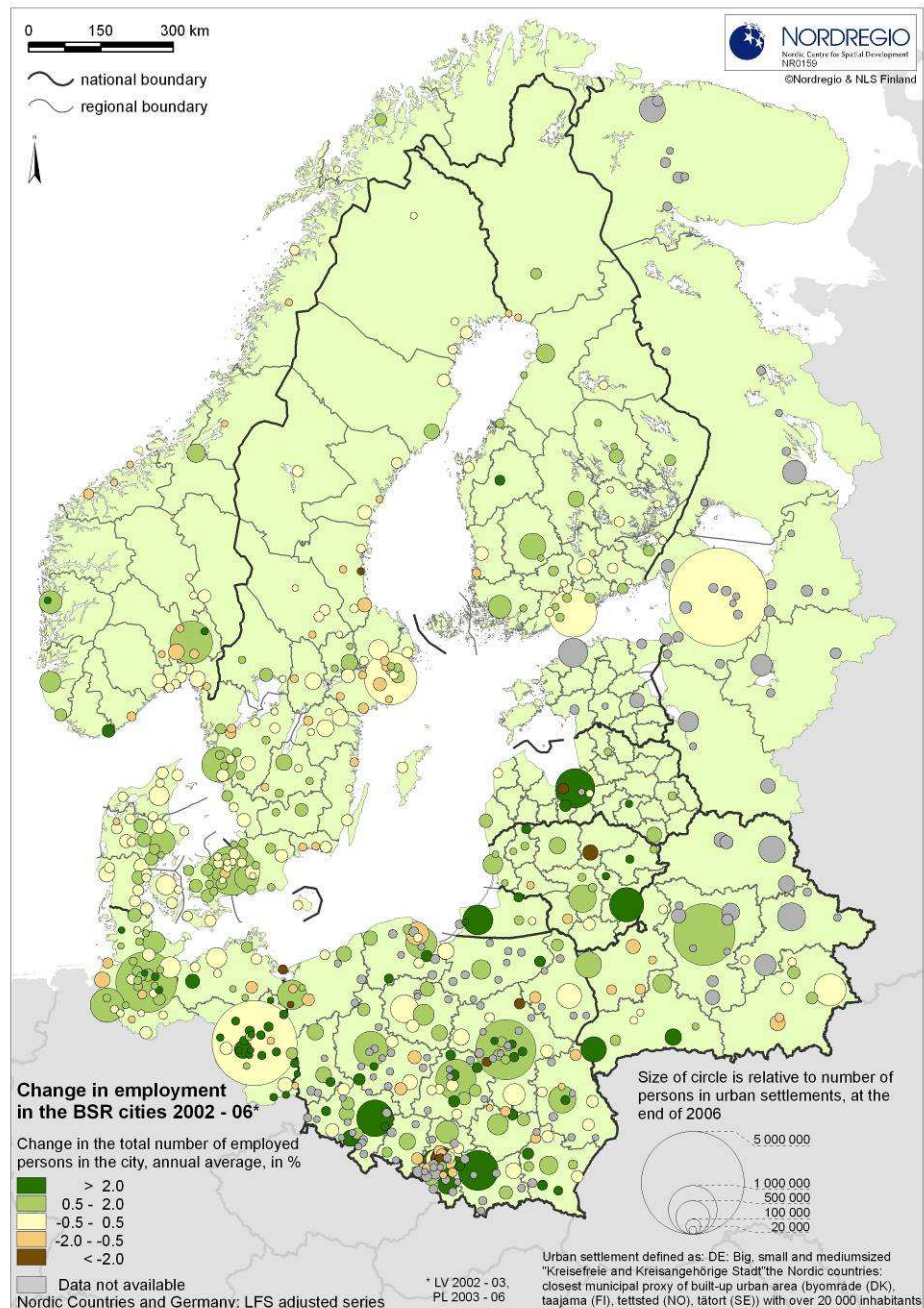 0 150 300 km
national boundary
regional boundary
N
NORDREGIO
Nordic Centre for Spatial Development
NR0159
©Nordregio & NLS Finland
Change in employment
in the BSR cities 2002 - 06*
Change in the total number of employed
persons in the city, annual average, in %
> 2.0
0.5 - 2.0
-0.5 - 0.5
-2.0 - -0.5
< -2.0
Data not available
Nordic Countries and Germany: LFS adjusted series
* LV 2002 - 03,
PL 2003 - 06
Size of circle is relative to number of
persons in urban settlements, at the
end of 2006
5 000 000
1 000 000
500 000
100 000
20 000
Urban settlement defined as: DE: Big, small and mediumsized
"Kreisefreie and Kreisangehörige Stadt"the Nordic countries:
closest municipal proxy of built-up urban area (byområde (DK),
taajama (FI), tettsted (NO), tätort (SE)) with over 20 000 inhabitants